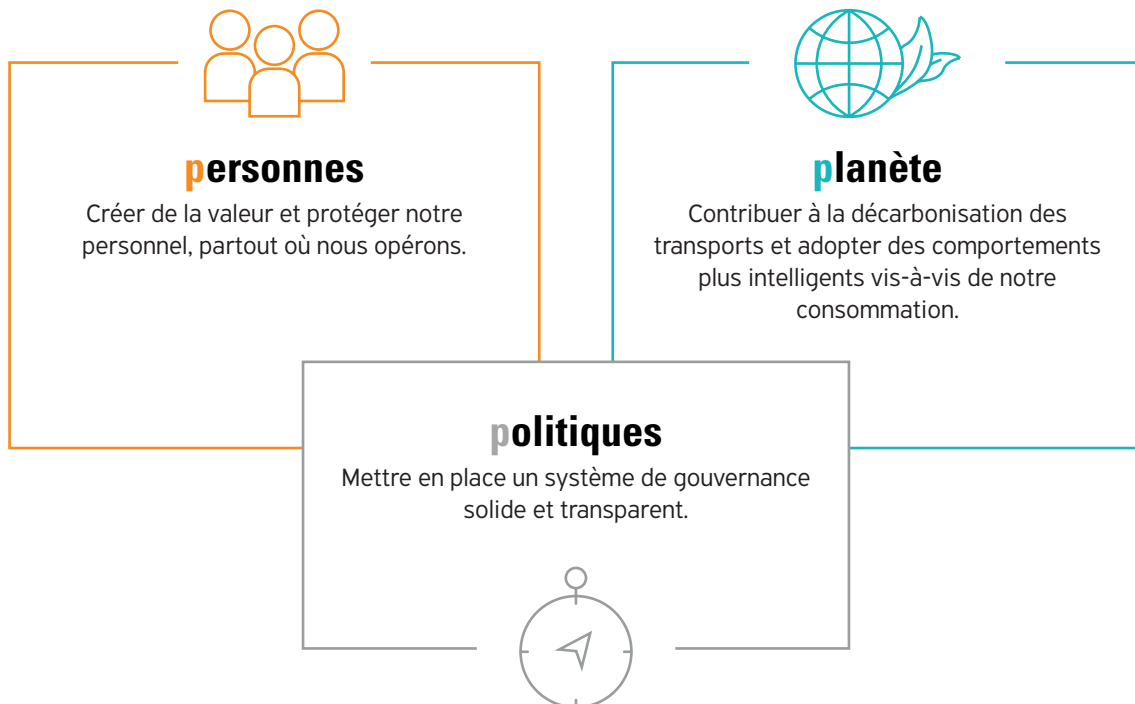 personnes
Créer de la valeur et protéger notre
personnel, partout où nous opérons.
planète
Contribuer à la décarbonisation des
transports et adopter des comportements
plus intelligents vis-à-vis de notre
consommation.
politiques
Mettre en place un système de gouvernance
solide et transparent.